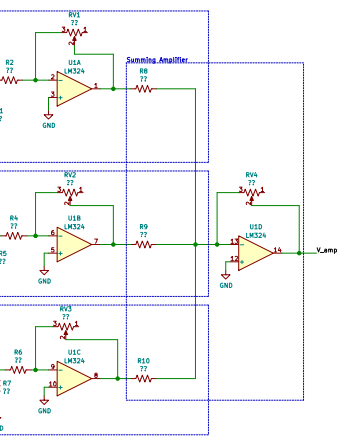 RV1
??
3
1
2
R2
??
U1A
LM324
2
1
3
GND
Summing Amplifier
R8
??
RV2
??
3
1
2
R4
??
U1B
LM324
6
7
5
GND
R5
??
R9
??
RV4
??
3
1
2
U1D
LM324
13
14
12
GND
V_amp
RV3
??
3
1
2
R6
??
U1C
LM324
9
8
10
GND
R7
??
R10
??